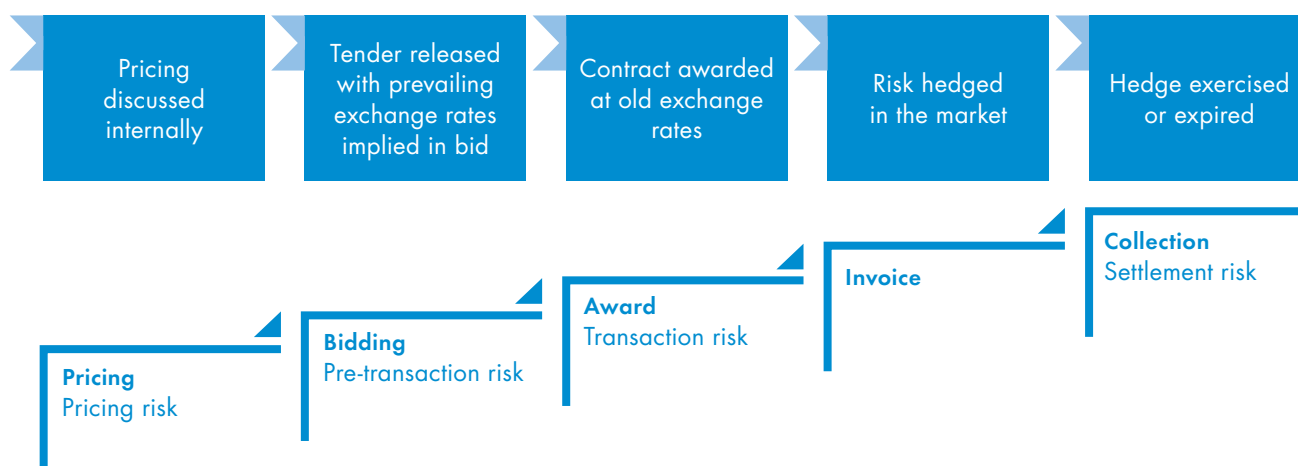 Pricing
discussed
internally
Tender released
with prevailing
exchange rates
implied in bid
Contract awarded
at old exchange
rates
Risk hedged
in the market
Hedge exercised
or expired
Pricing
Pricing risk
Bidding
Pre-transaction risk
Award
Transaction risk
Invoice
Collection
Settlement risk